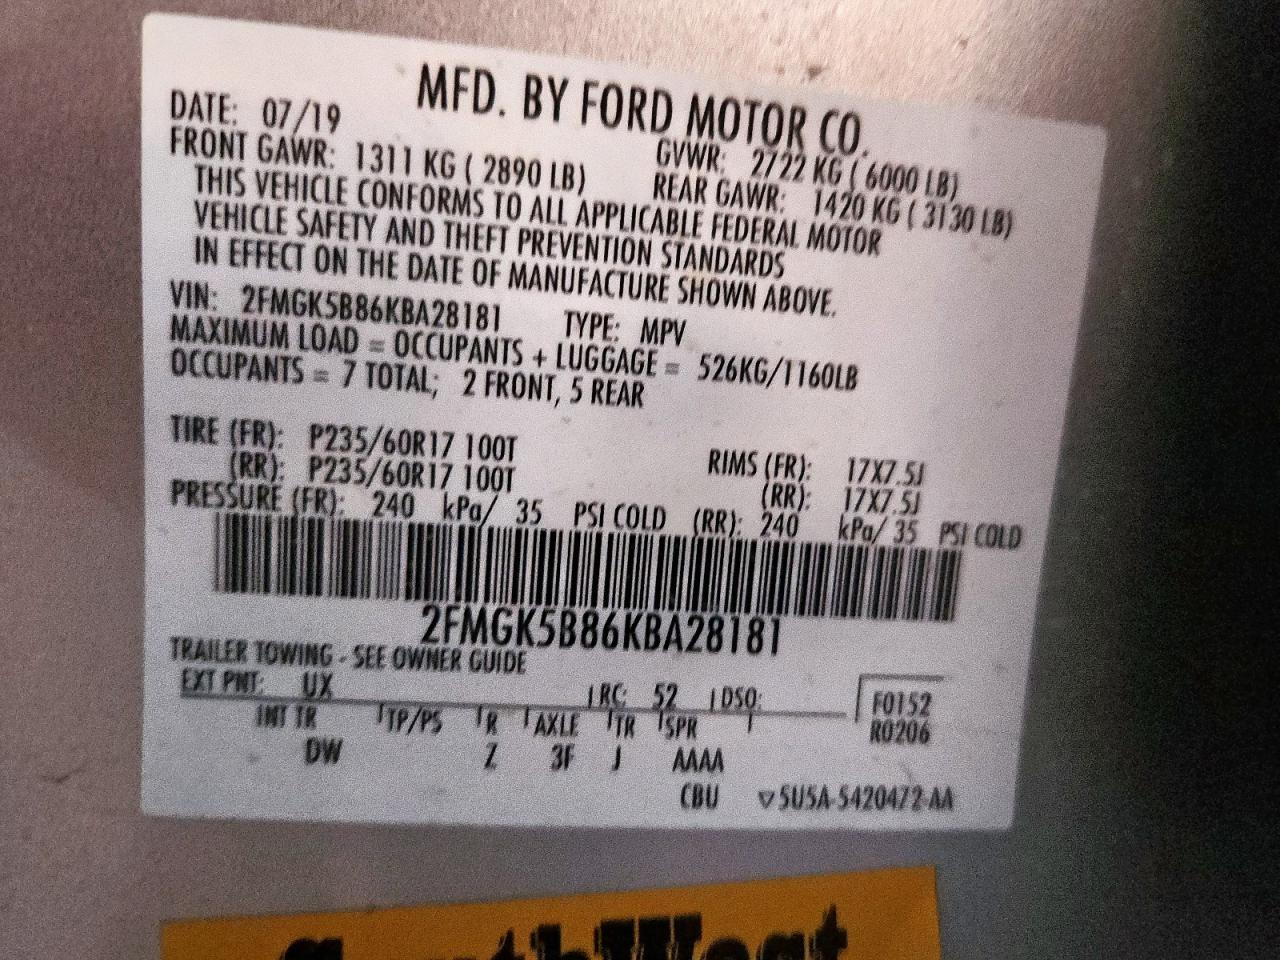 MFD. BY FORD MOTOR CO.
DATE: 07/19 GVWR: 2722 KG ( 6000 LB)
FRONT GAWR: 1311 KG ( 2890 LB) REAR GAWR: 1420 KG ( 3130 LB)
THIS VEHICLE CONFORMS TO ALL APPLICABLE FEDERAL MOTOR
VEHICLE SAFETY AND THEFT PREVENTION STANDARDS
IN EFFECT ON THE DATE OF MANUFACTURE SHOWN ABOVE.
VIN: 2FMGK5B86KBA28181 TYPE: MPV
MAXIMUM LOAD = OCCUPANTS + LUGGAGE = 526KG/1160LB
OCCUPANTS = 7 TOTAL; 2 FRONT, 5 REAR
TIRE (FR): P235/60R17 100T RIMS (FR): 17X7.5J
(RR): P235/60R17 100T (RR): 17X7.5J
PRESSURE (FR): 240 kPa/ 35 PSI COLD (RR): 240 kPa/ 35 PSI COLD
2FMGK5B86KBA28181
TRAILER TOWING - SEE OWNER GUIDE
EXT PNT: UX RC: 52 DSO: F0152
INT TR TP/PS R AXLE TR SPR R0206
DW Z 3F J AAAA
CBU ▽5U5A-5420472-AA
SouthWest